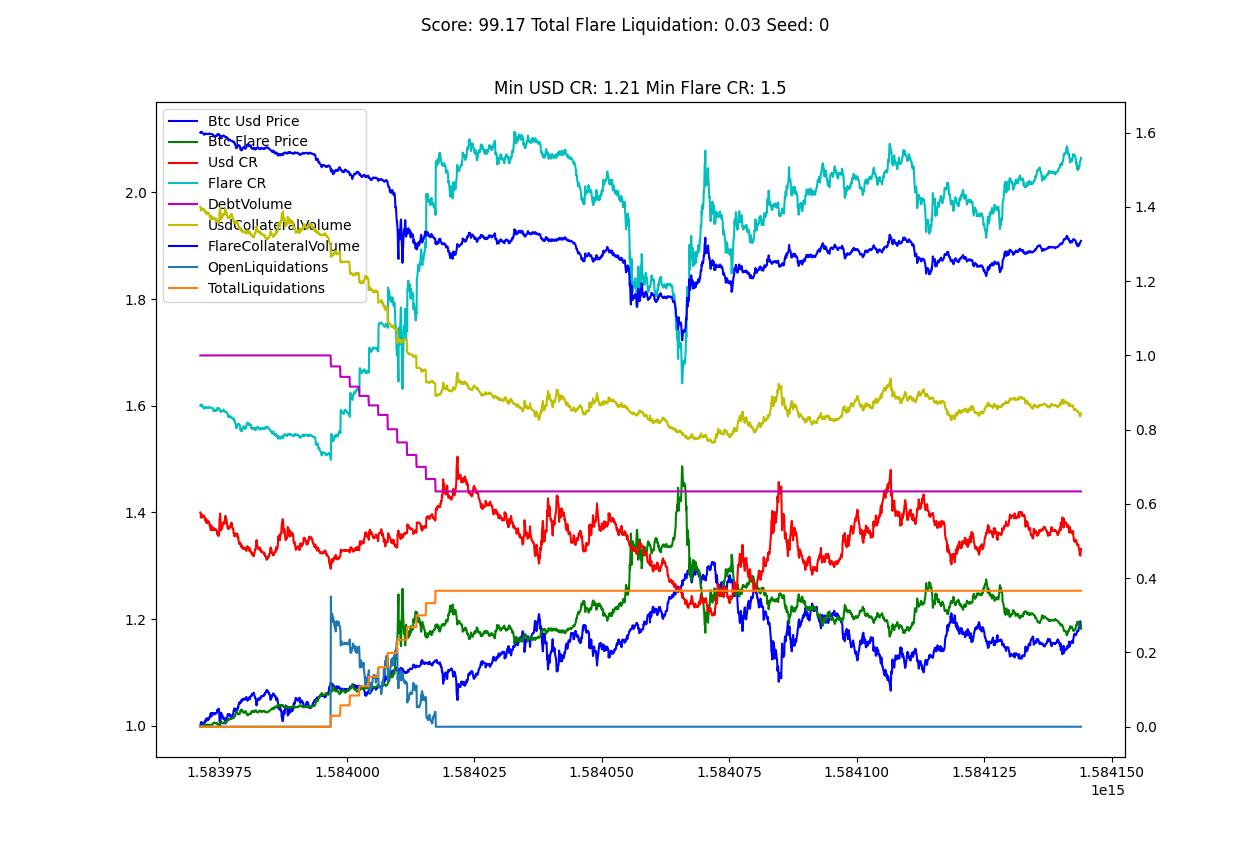 Score: 99.17 Total Flare Liquidation: 0.03 Seed: 0
Min USD CR: 1.21 Min Flare CR: 1.5
Btc Usd Price
Btc Flare Price
Usd CR
Flare CR
DebtVolume
UsdCollateralVolume
FlareCollateralVolume
OpenLiquidations
TotalLiquidations
2.0
1.8
1.6
1.4
1.2
1.0
1.6
1.4
1.2
1.0
0.8
0.6
0.4
0.2
0.0
1.583975 1.584000 1.584025 1.584050 1.584075 1.584100 1.584125 1.584150
1e15